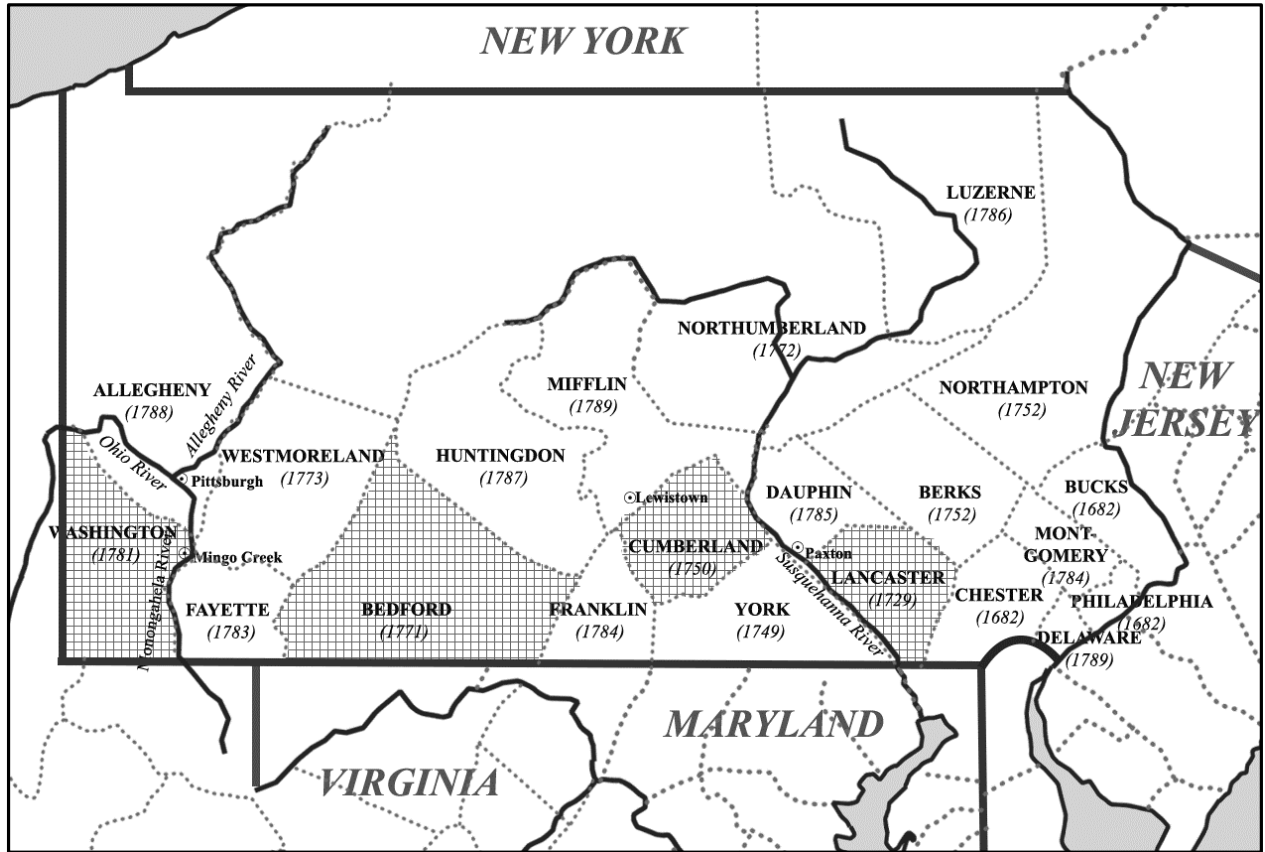 NEW YORK
LUZERNE
(1786)
NORTHUMBERLAND
(1772)
ALLEGHENY
(1788)
Allegheny River
MIFFLIN
(1789)
NORTHAMPTON
(1752)
NEW
JERSEY
Ohio River
Pittsburgh
WESTMORELAND
(1773)
HUNTINGDON
(1787)
Lewistown
DAUPHIN
(1785)
BERKS
(1752)
BUCKS
(1682)
WASHINGTON
(1781)
Mingo Creek
Monongahela River
CUMBERLAND
(1750)
Paxton
Susquehanna River
LANCASTER
(1729)
MONT-
GOMERY
(1784)
FAYETTE
(1783)
BEDFORD
(1771)
FRANKLIN
(1784)
YORK
(1749)
CHESTER
(1682)
PHILADELPHIA
(1682)
DELAWARE
(1789)
MARYLAND
VIRGINIA